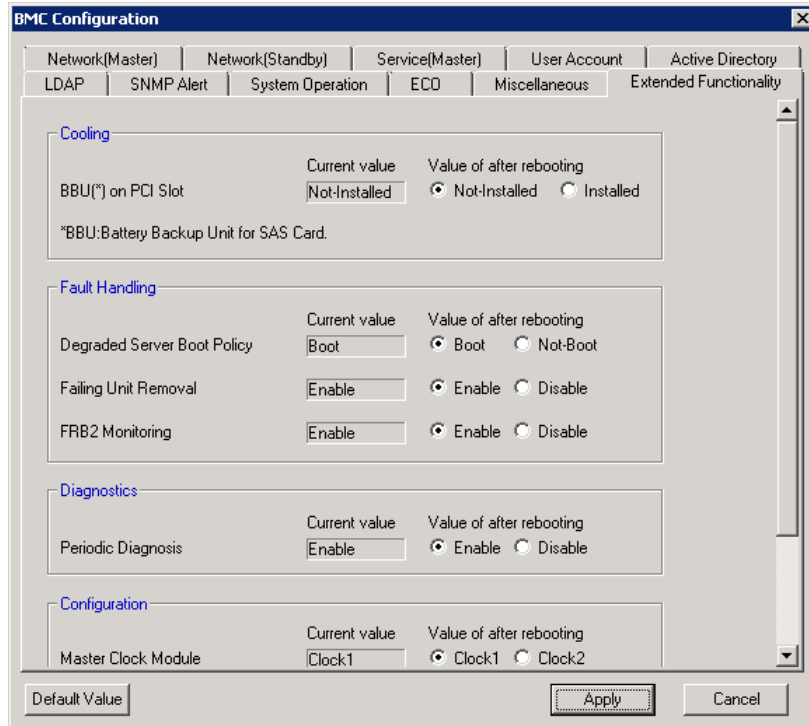 BMC Configuration
Network(Master) Network(Standby) Service(Master) User Account Active Directory
LDAP SNMP Alert System Operation ECO Miscellaneous Extended Functionality
Cooling
Current value Value of after rebooting
BBU(*) on PCI Slot Not-Installed Not-Installed Installed
*BBU:Battery Backup Unit for SAS Card.
Fault Handling
Current value Value of after rebooting
Degraded Server Boot Policy Boot Boot Not-Boot
Failing Unit Removal Enable Enable Disable
FRB2 Monitoring Enable Enable Disable
Diagnostics
Current value Value of after rebooting
Periodic Diagnosis Enable Enable Disable
Configuration
Current value Value of after rebooting
Master Clock Module Clock1 Clock1 Clock2
Default Value Apply Cancel